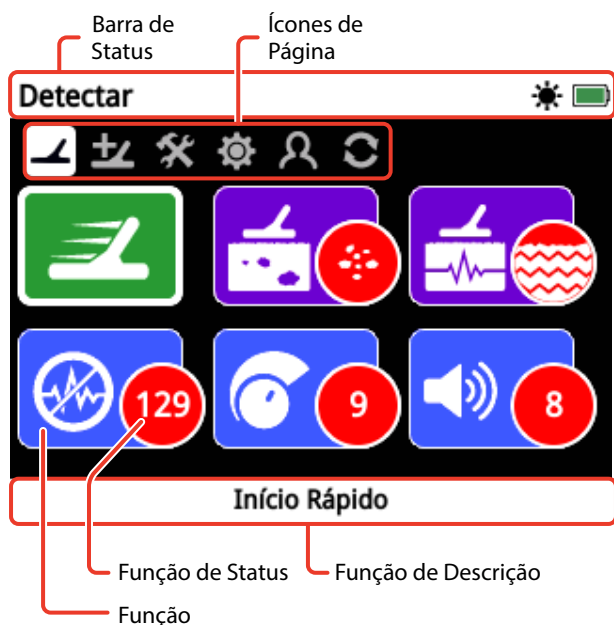 Barra de
Status
Ícones de
Página
Detectar
129
9
8
Início Rápido
Função de Status
Função de Descrição
Função